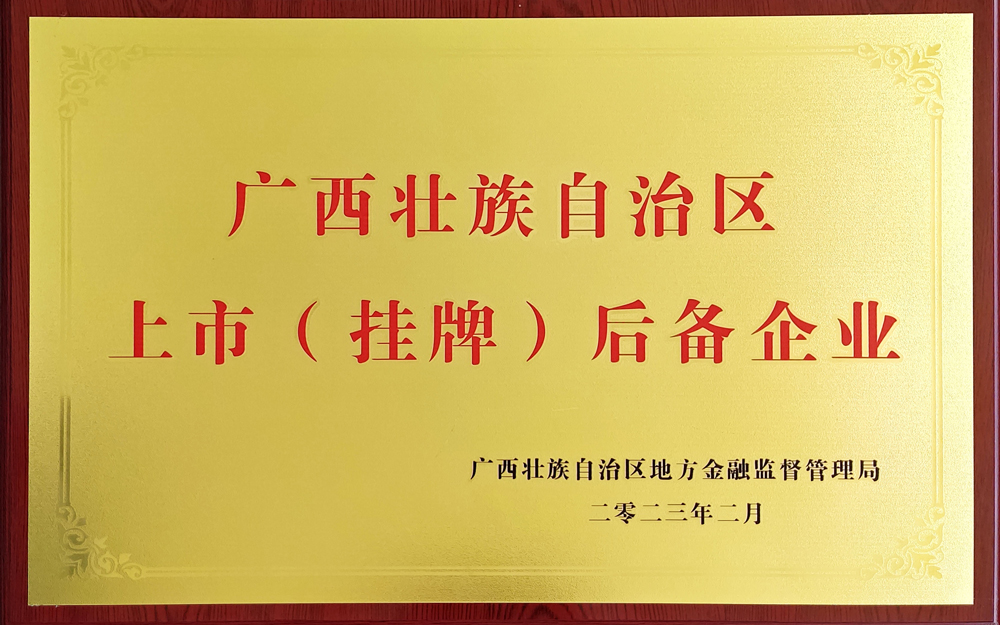 广西壮族自治区
上市（挂牌）后备企业
广西壮族自治区地方金融监督管理局
二零二三年二月